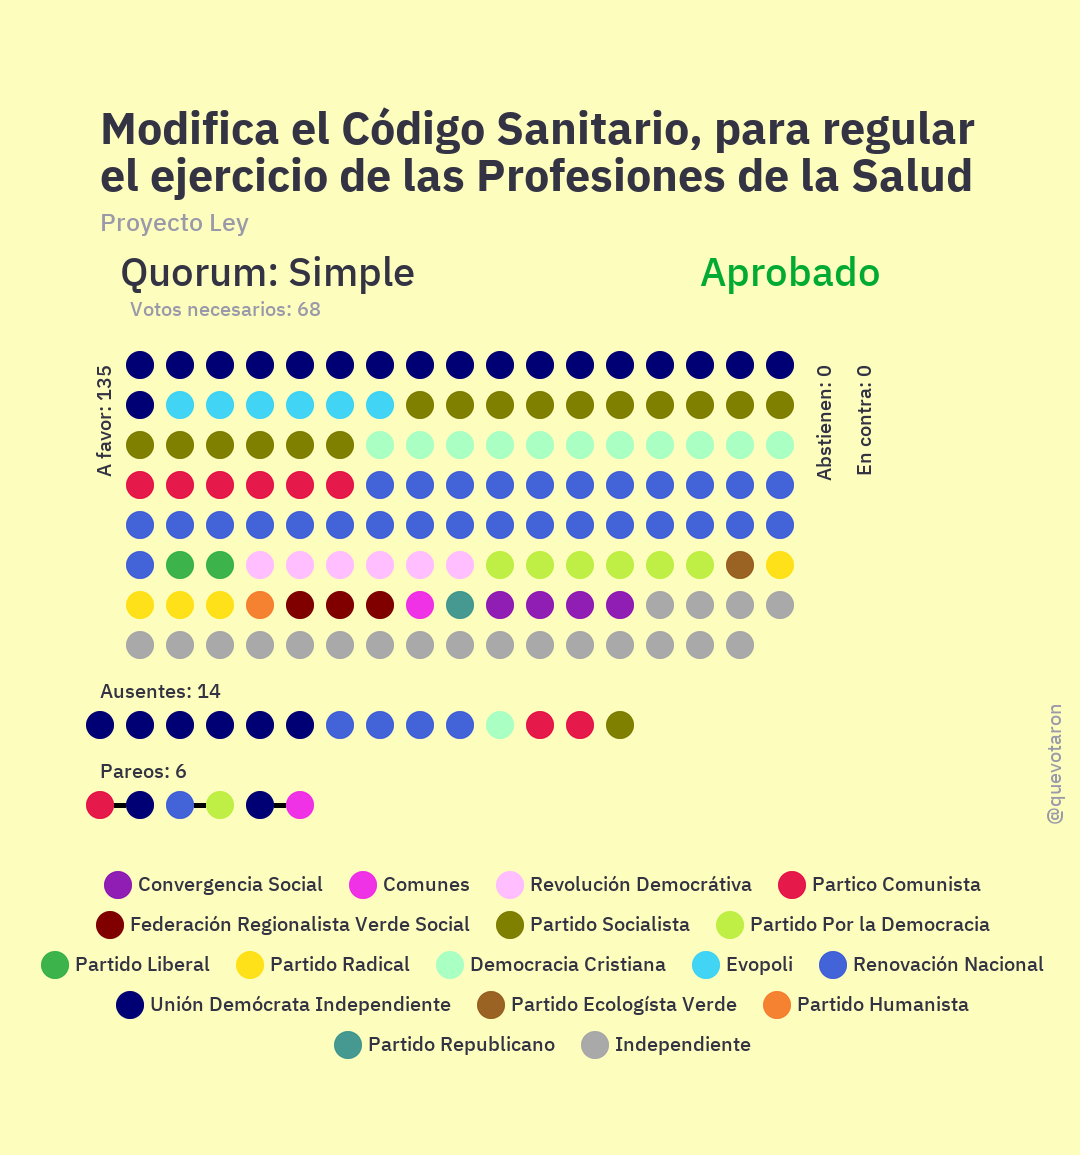 Modifica el Código Sanitario, para regular
el ejercicio de las Profesiones de la Salud
Proyecto Ley
Quorum: Simple
Aprobado
Votos necesarios: 68
A favor: 135
Abstienen: 0
En contra: 0
Ausentes: 14
Pareos: 6
@quevotaron
Convergencia Social
Comunes
Revolución Democrátiva
Partico Comunista
Federación Regionalista Verde Social
Partido Socialista
Partido Por la Democracia
Partido Liberal
Partido Radical
Democracia Cristiana
Evopoli
Renovación Nacional
Unión Demócrata Independiente
Partido Ecologísta Verde
Partido Humanista
Partido Republicano
Independiente